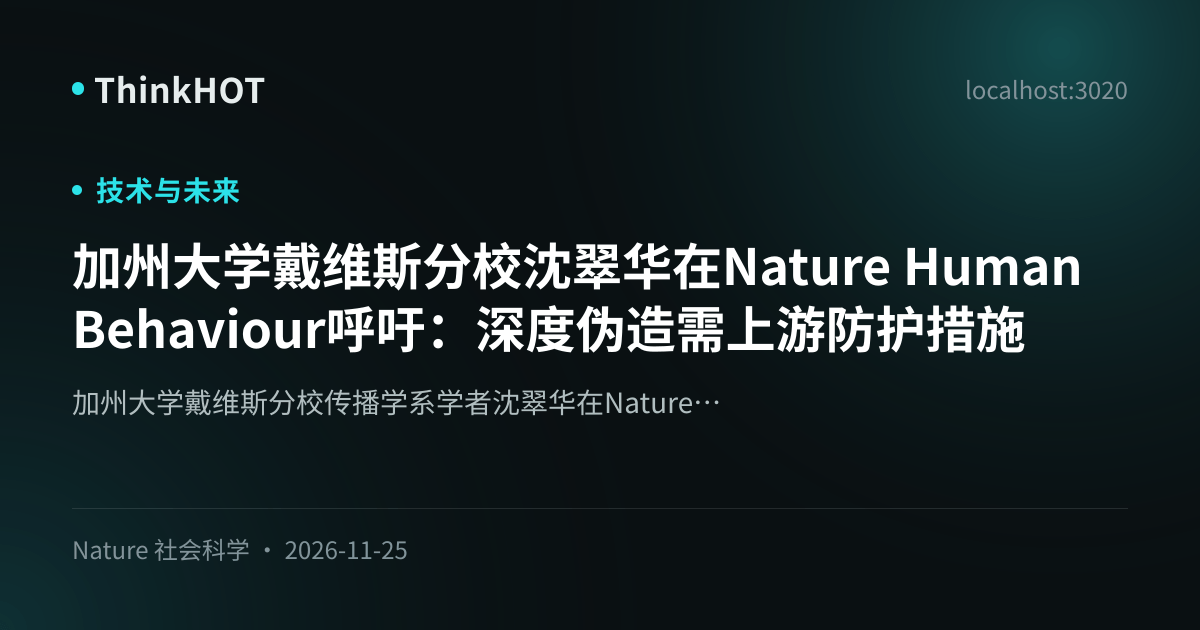 ThinkHOT
localhost:3020
技术与未来
加州大学戴维斯分校沈翠华在Nature Human
Behaviour呼吁：深度伪造需上游防护措施
加州大学戴维斯分校传播学系学者沈翠华在Nature…
Nature 社会科学 · 2026-11-25